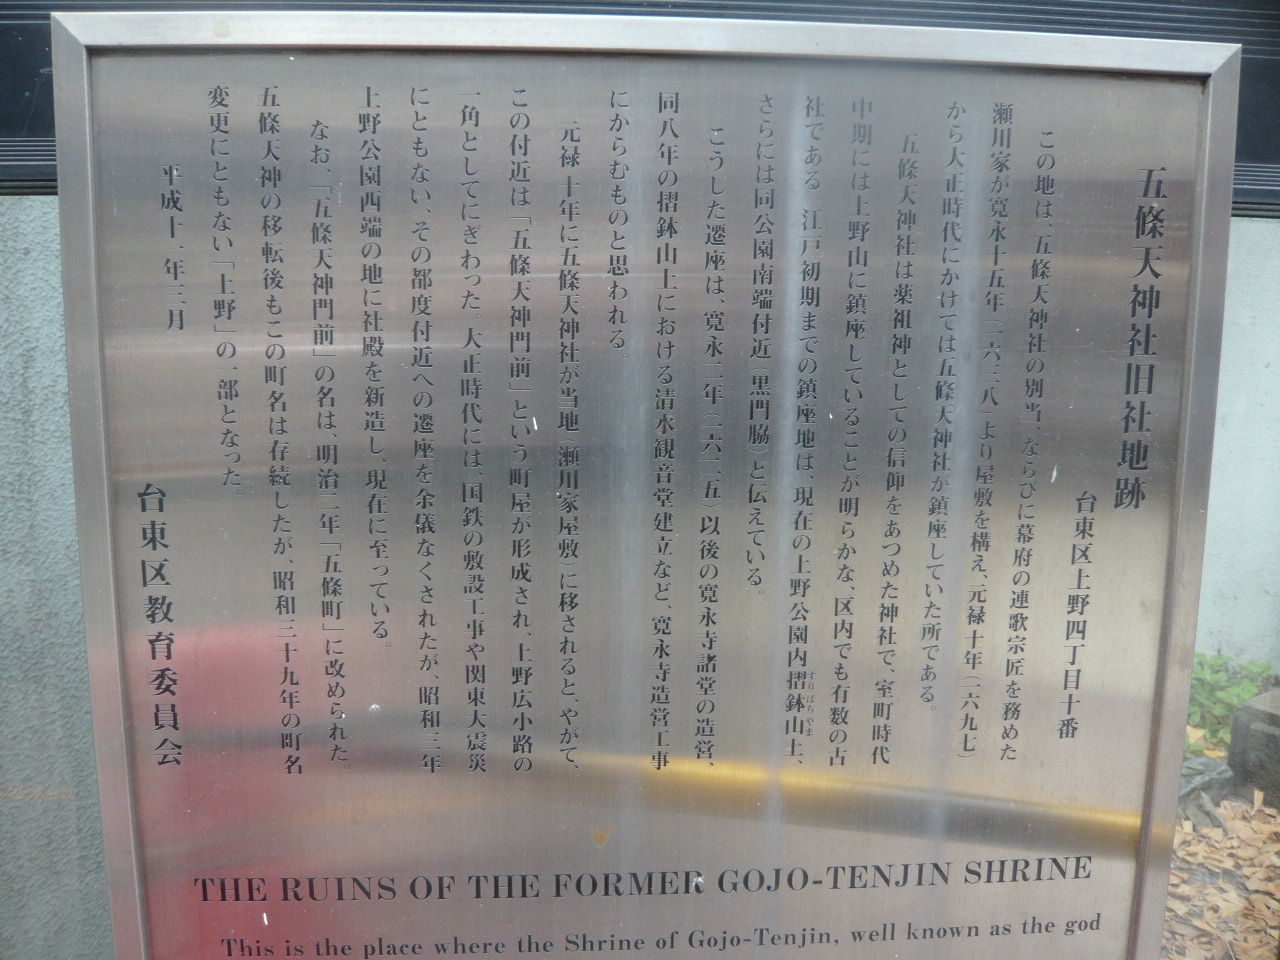 五條天神社旧社地跡
台東区上野四丁目十番
この地は、五條天神社の別当、ならびに幕府の連歌宗匠を務めた
瀬川家が寛永十五年(一六三八)より屋敷を構え、元禄十年(一六九七)
から大正時代にかけては五條天神社が鎮座していた所である。
五條天神社は薬祖神としての信仰をあつめた神社で、室町時代
中期には上野山に鎮座していることが明らかな、区内でも有数の古
社である。江戸初期までの鎮座地は、現在の上野公園内摺鉢山上、
すりばちやま
さらには同公園南端付近(黒門脇)と伝えている。
こうした遷座は、寛永二年(一六二五)以後の寛永寺諸堂の造営、
同八年の摺鉢山上における清水観音堂建立など、寛永寺造営工事
にからむものと思われる。
元禄十年に五條天神社が当地(瀬川家屋敷)に移されると、やがて、
この付近は「五條天神門前」という町屋が形成され、上野広小路の
一角としてにぎわった。大正時代には、国鉄の敷設工事や関東大震災
にともない、その都度付近への遷座を余儀なくされたが、昭和三年
上野公園西端の地に社殿を新造し、現在に至っている。
なお、「五條天神門前」の名は、明治二年「五條町」に改められた。
五條天神の移転後もこの町名は存続したが、昭和三十九年の町名
変更にともない「上野」の一部となった。
平成十一年三月
台東区教育委員会
THE RUINS OF THE FORMER GOJO-TENJIN SHRINE
This is the place where the Shrine of Gojo-Tenjin, well known as the god